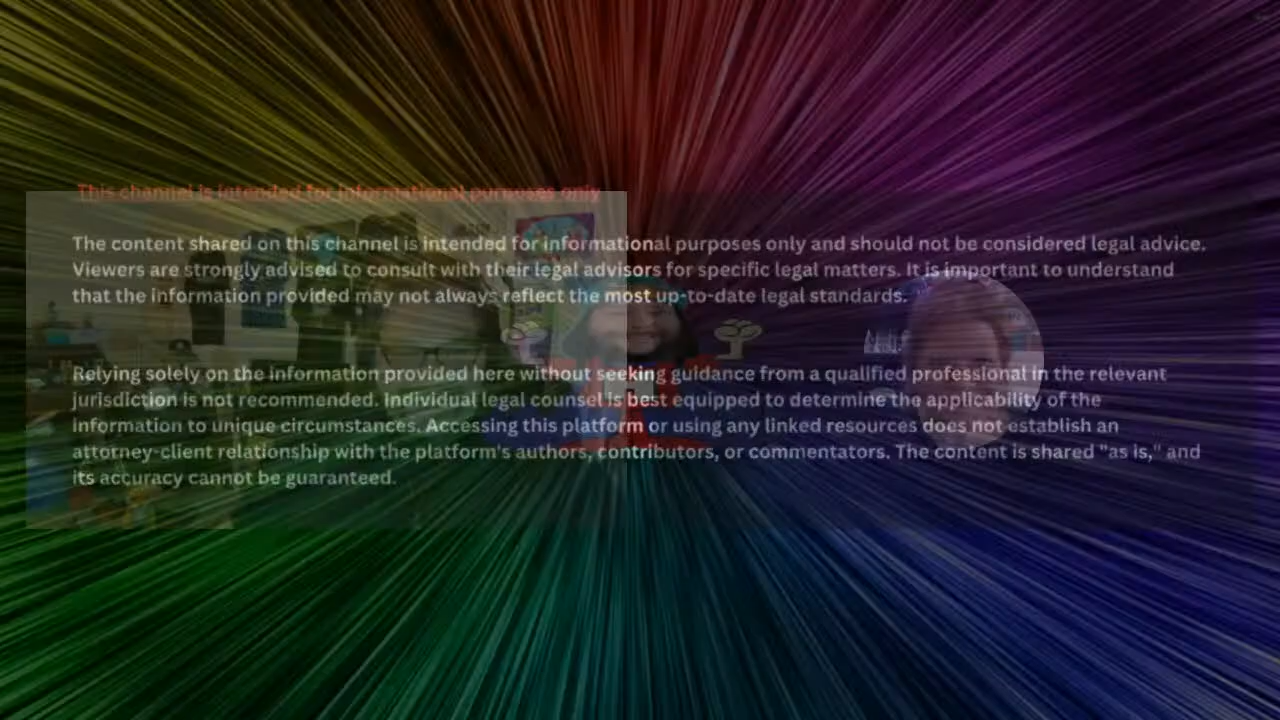 This channel is intended for informational purposes only
The content shared on this channel is intended for informational purposes only and should not be considered legal advice.
Viewers are strongly advised to consult with their legal advisors for specific legal matters. It is important to understand
that the information provided may not always reflect the most up-to-date legal standards.
Relying solely on the information provided here without seeking guidance from a qualified professional in the relevant
jurisdiction is not recommended. Individual legal counsel is best equipped to determine the applicability of the
information to unique circumstances. Accessing this platform or using any linked resources does not establish an
attorney-client relationship with the platform's authors, contributors, or commentators. The content is shared "as is," and
its accuracy cannot be guaranteed.